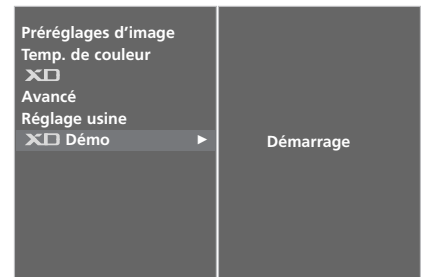 Préréglages d'image
Temp. de couleur
XD
Avancé
Réglage usine
XD Démo ►
Démarrage